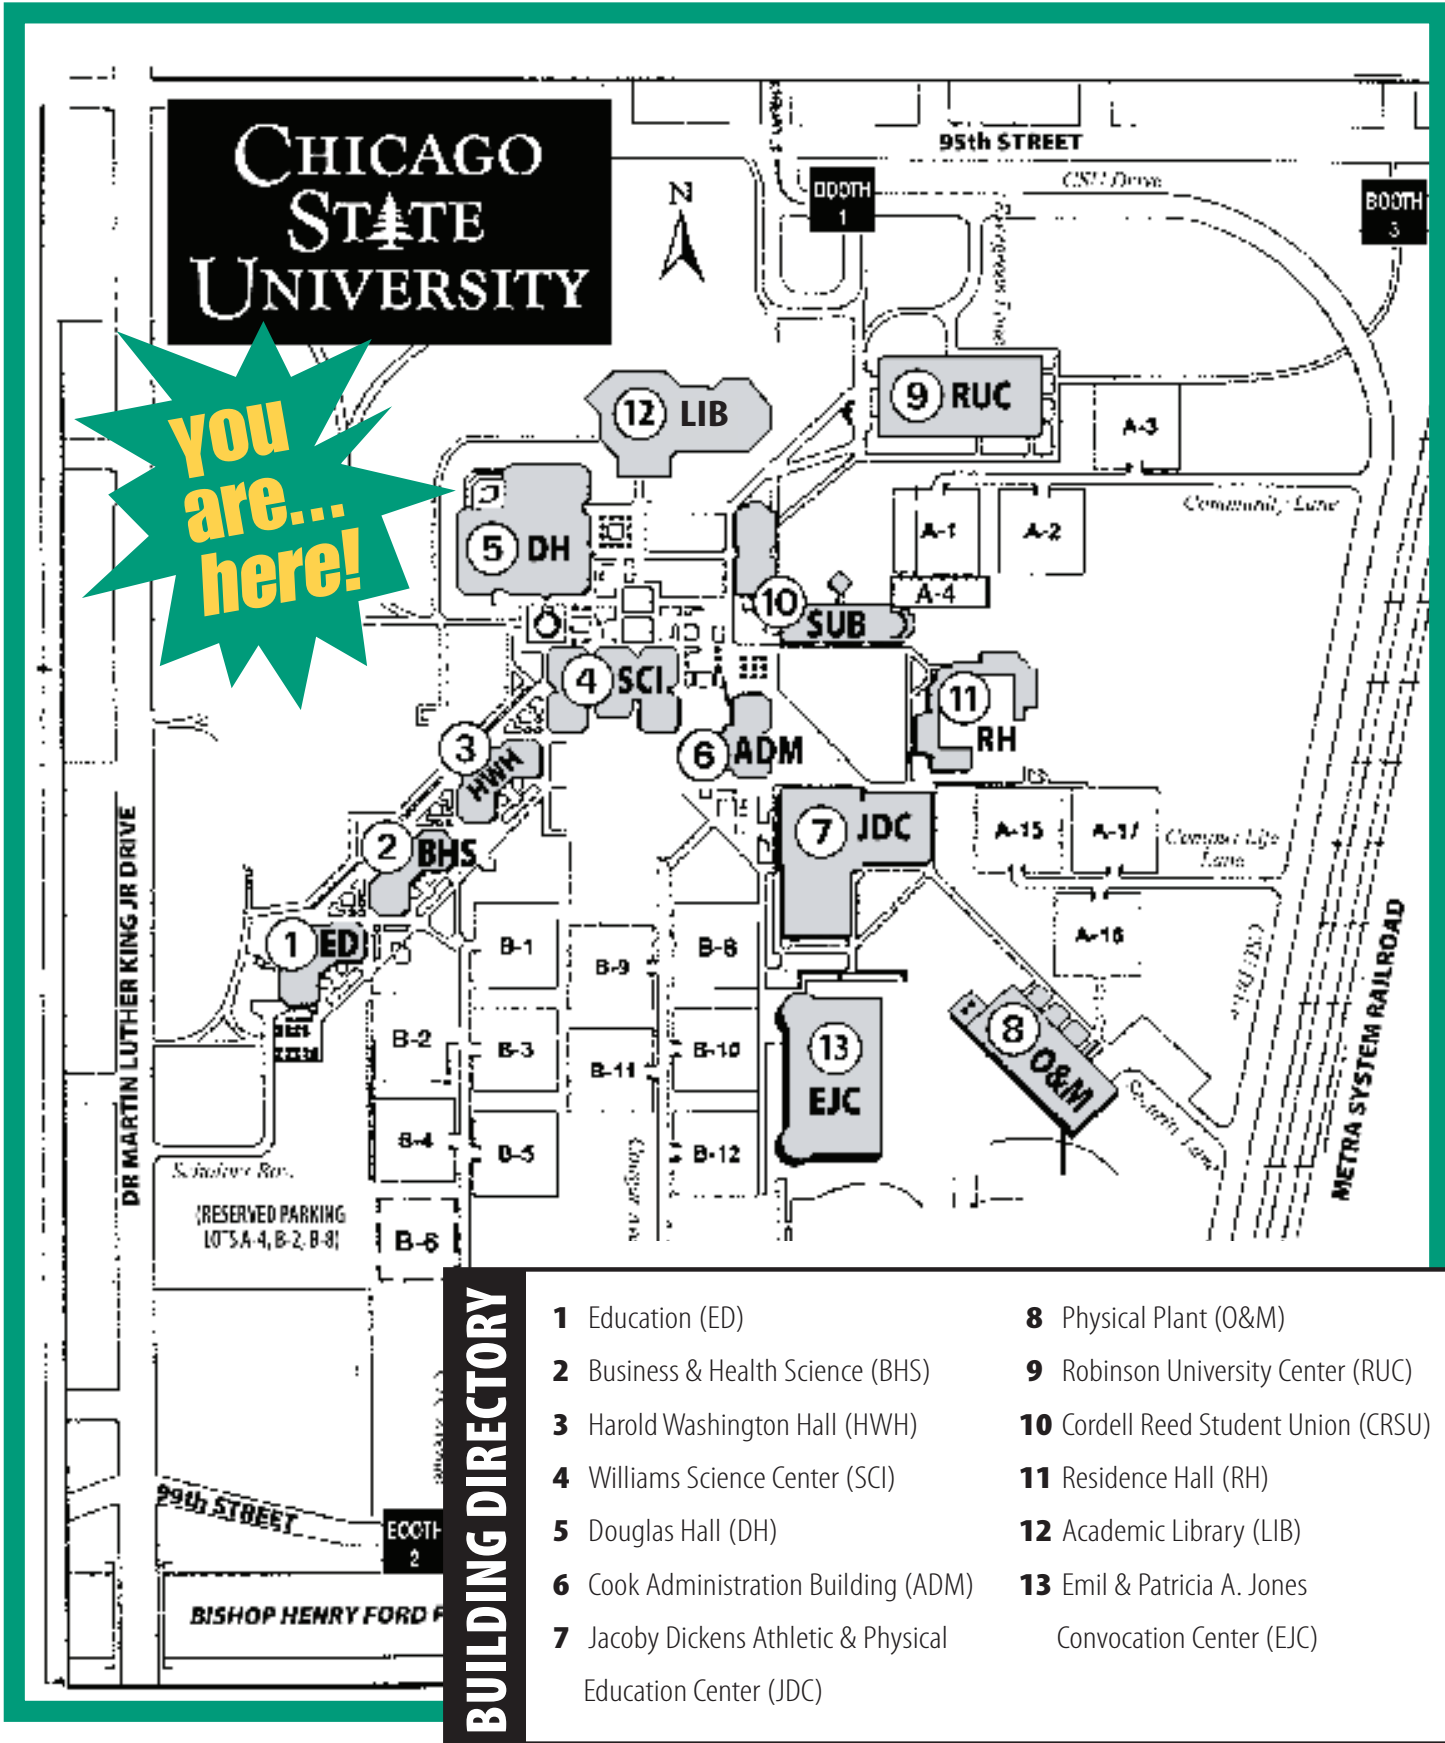 CHICAGO
STATE
UNIVERSITY
you
are...
here!
N
95th STREET
CSU Drive
BOOTH
1
BOOTH
3
12 LIB
9 RUC
A-3
Community Lane
A-1
A-2
A-4
5 DH
10
SUB
4 SCI
11
RH
3
HWH
6 ADM
2
BHS
7 JDC
A-15
A-17
Lane
A-16
1 ED
B-1
B-9
B-8
B-2
B-3
B-11
B-10
B-4
B-5
B-12
B-6
13
EJC
8
O&M
DR MARTIN LUTHER KING JR DRIVE
METRA SYSTEM RAILROAD
(RESERVED PARKING
LOTS A-4, B-2, B-8)
99th STREET
BOOTH
2
BISHOP HENRY FORD F
BUILDING DIRECTORY
1 Education (ED)
2 Business & Health Science (BHS)
3 Harold Washington Hall (HWH)
4 Williams Science Center (SCI)
5 Douglas Hall (DH)
6 Cook Administration Building (ADM)
7 Jacoby Dickens Athletic & Physical
Education Center (JDC)
8 Physical Plant (O&M)
9 Robinson University Center (RUC)
10 Cordell Reed Student Union (CRSU)
11 Residence Hall (RH)
12 Academic Library (LIB)
13 Emil & Patricia A. Jones
Convocation Center (EJC)